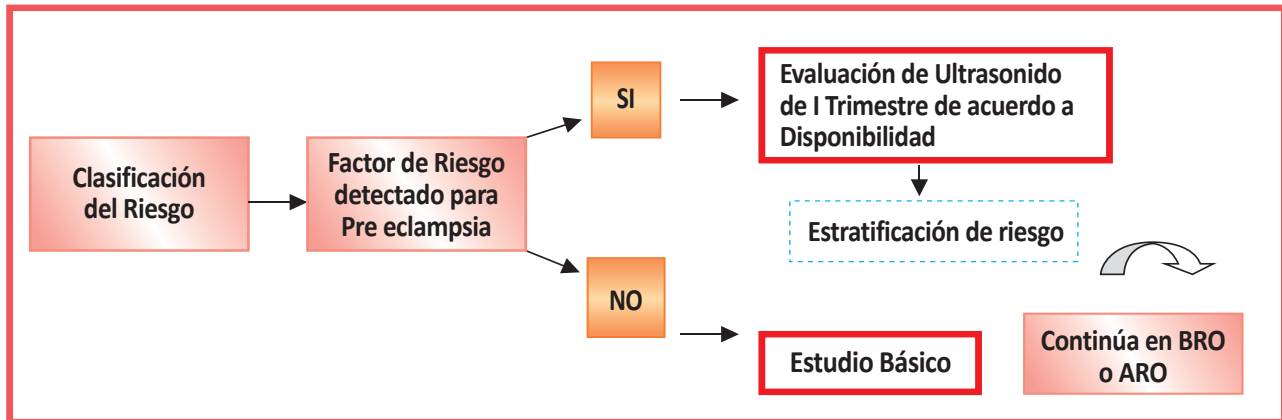 Clasificación
del Riesgo
Factor de Riesgo
detectado para
Pre eclampsia
SI
Evaluación de Ultrasonido
de I Trimestre de acuerdo a
Disponibilidad
Estratificación de riesgo
NO
Estudio Básico
Continúa en BRO
o ARO